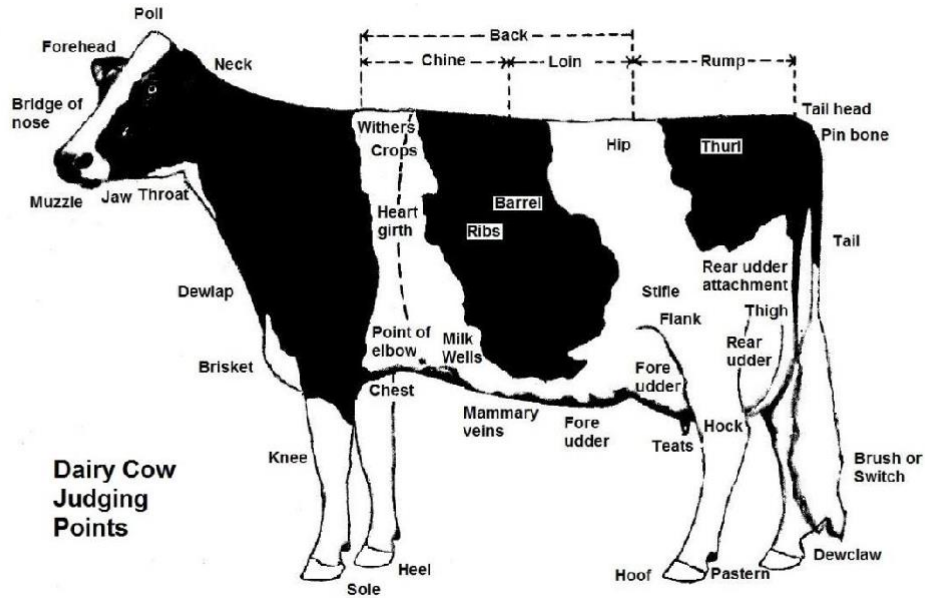 Poll
Back
Forehead
Neck
Chine
Loin
Rump
Bridge of
nose
Tail head
Withers
Pin bone
Crops
Hip
Thurl
Muzzle
Jaw
Throat
Heart
girth
Barrel
Ribs
Tail
Rear udder
attachment
Dewlap
Stifle
Thigh
Flank
Point of
elbow
Milk
Wells
Rear
udder
Brisket
Chest
Fore
udder
Mammary
veins
Fore
udder
Teats
Hock
Knee
Brush or
Switch
Dairy Cow
Judging
Points
Dewclaw
Heel
Sole
Hoof
Pastern